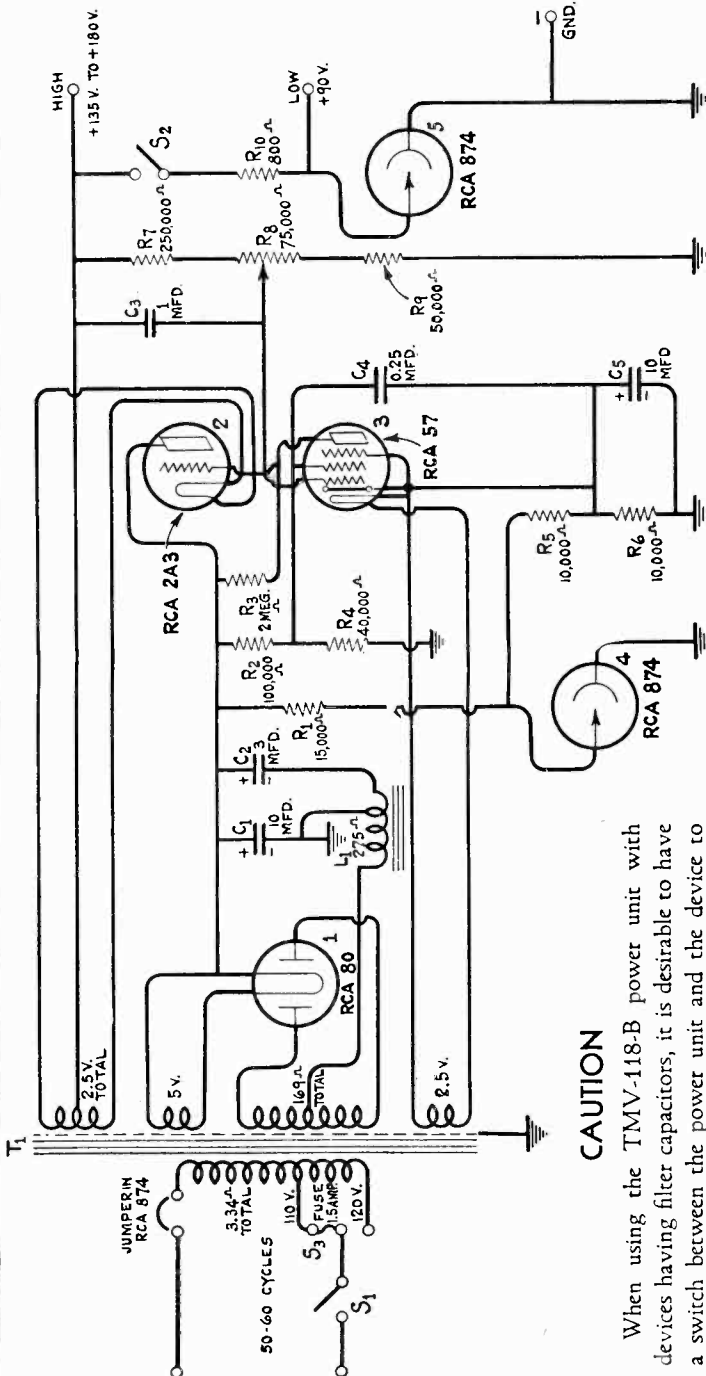 T1
JUMPER IN
RCA 874
50-60 CYCLES
3.34Ω
TOTAL
110 V.
S3
FUSE
1.5 AMP.
120 V.
S1
2.5 V.
TOTAL
5 V.
169Ω
TOTAL
2.5 V.
1
RCA 80
+ C1
- 10
MFD.
+ C2
- 3
MFD.
L1
275Ω
R1
15,000Ω
R2
100,000
Ω
R3
2 MEG.
Ω
R4
40,000Ω
RCA 2A3
2
3
RCA 57
C3
1
MFD.
C4
0.25
MFD.
+ C5
- 10
MFD
R5
10,000Ω
R6
10,000Ω
4
RCA 874
R7
250,000Ω
R8
75,000Ω
R9
50,000Ω
S2
R10
800Ω
HIGH
+135 V. TO +180 V.
LOW
+90 V.
5
RCA 874
-
GND.
CAUTION
When using the TMV-118-B power unit with
devices having filter capacitors, it is desirable to have
a switch between the power unit and the device to